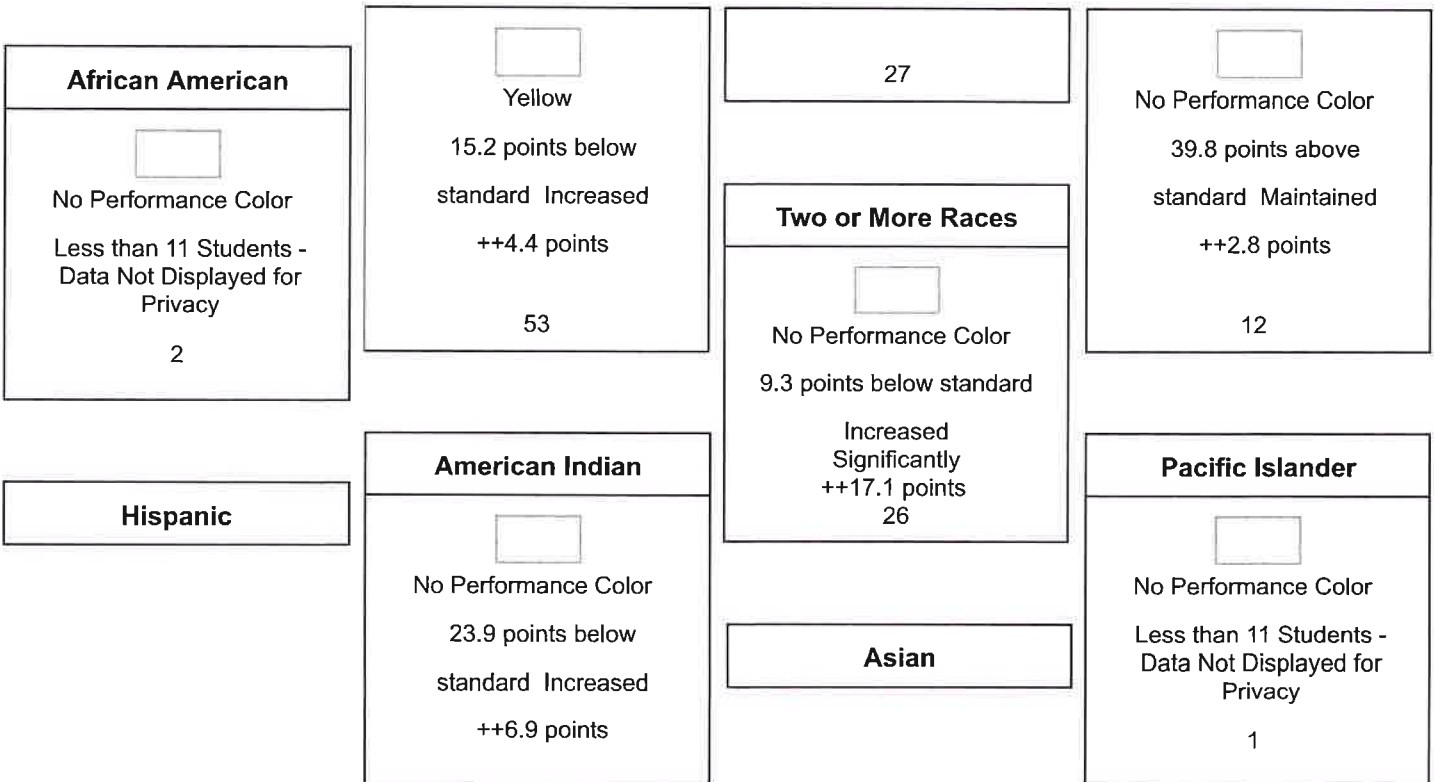 African American
No Performance Color
Less than 11 Students -
Data Not Displayed for
Privacy
2
Hispanic
Yellow
15.2 points below
standard Increased
++4.4 points
53
American Indian
No Performance Color
23.9 points below
standard Increased
++6.9 points
27
Two or More Races
No Performance Color
9.3 points below standard
Increased
Significantly
++17.1 points
26
Asian
No Performance Color
39.8 points above
standard Maintained
++2.8 points
12
Pacific Islander
No Performance Color
Less than 11 Students -
Data Not Displayed for
Privacy
1